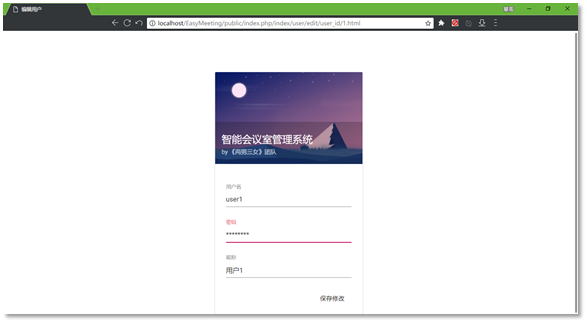 编辑用户
localhost/EasyMeeting/public/index.php/index/user/edit/user_id/1.html
智能会议室管理系统
by 《两男三女》团队
用户名
user1
密码
********
昵称
用户1
保存修改